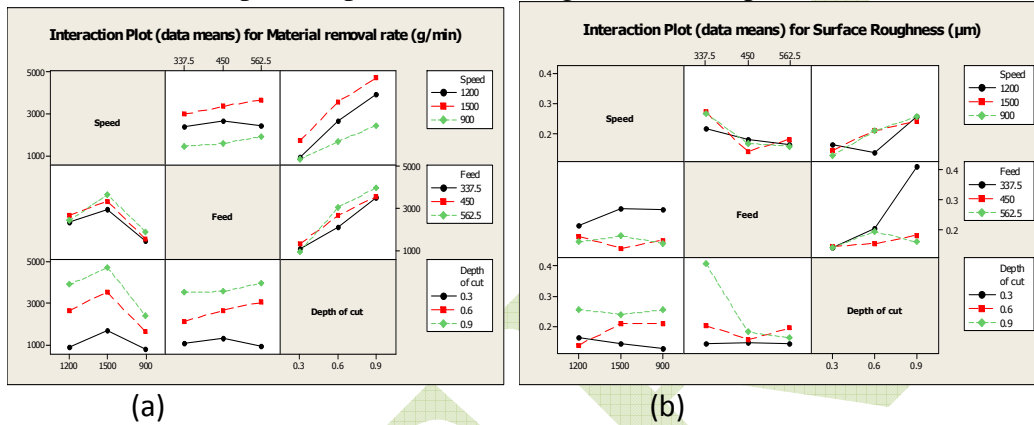 Interaction Plot (data means) for Material removal rate (g/min)
337.5 450 562.5
5000
3000
1000
Speed
Speed
1200
1500
900
Feed
5000
3000
1000
Feed
337.5
450
562.5
5000
3000
1000
Depth of cut
Depth
of cut
0.3
0.6
0.9
1200 1500 900
0.3 0.6 0.9
(a)
Interaction Plot (data means) for Surface Roughness (µm)
337.5 450 562.5
0.4
0.3
0.2
Speed
Speed
1200
1500
900
Feed
0.4
0.3
0.2
Feed
337.5
450
562.5
0.4
0.3
0.2
Depth of cut
Depth
of cut
0.3
0.6
0.9
1200 1500 900
0.3 0.6 0.9
(b)